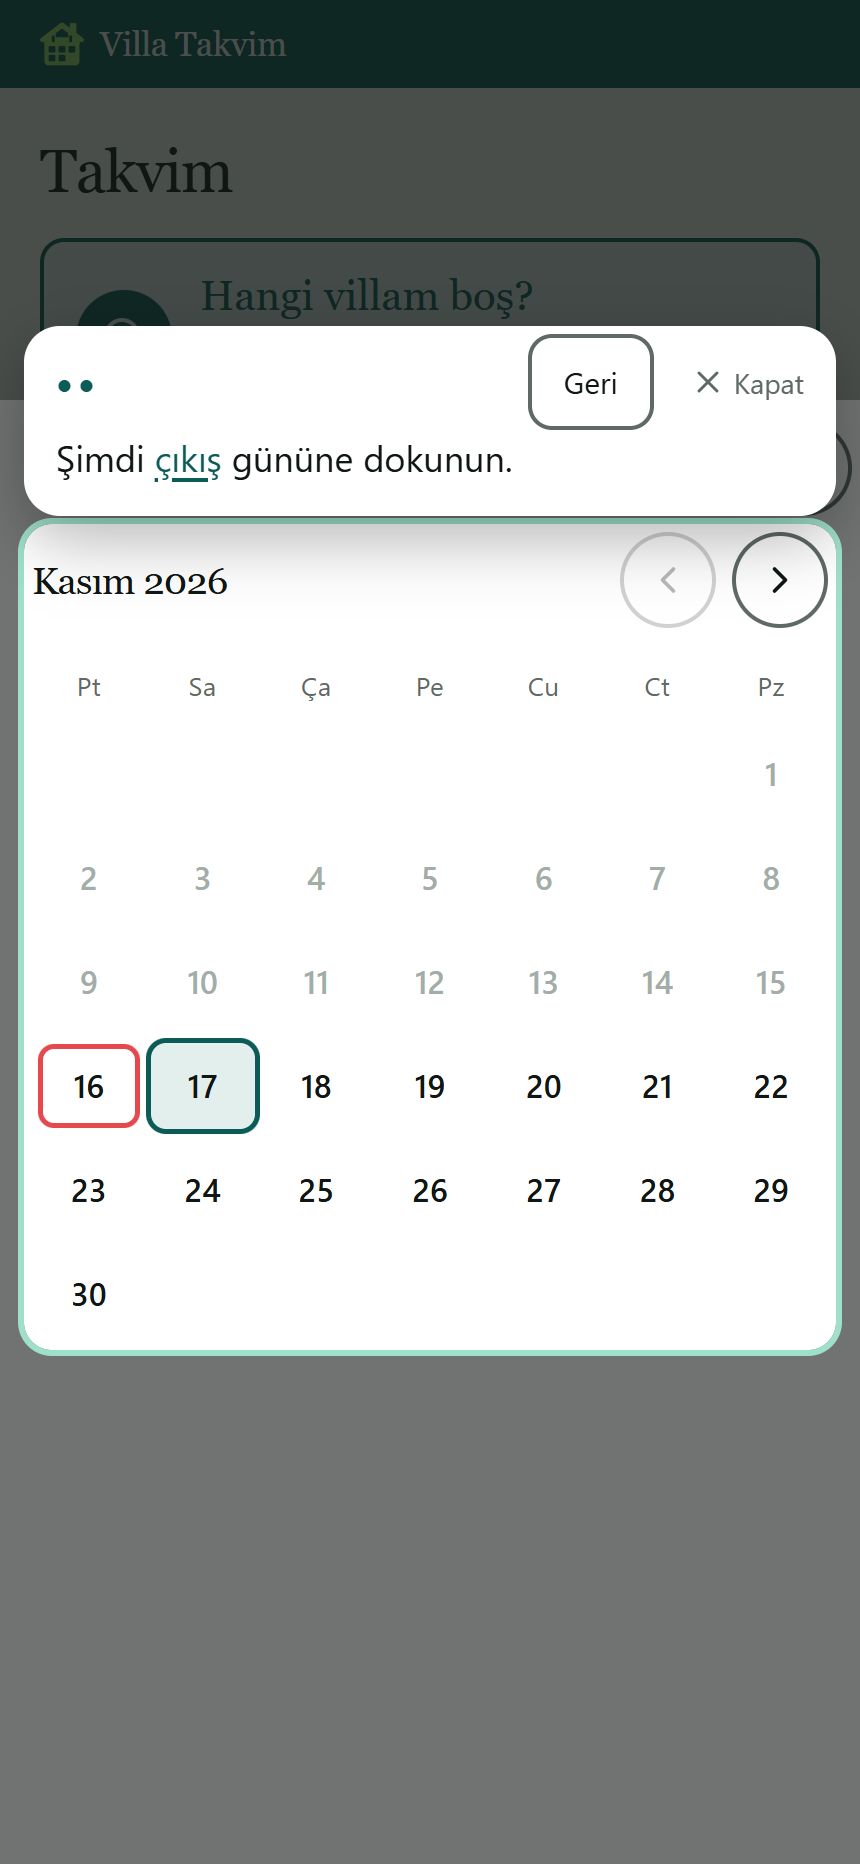 Villa Takvim
Takvim
Hangi villam boş?
Geri
Kapat
Şimdi çıkış gününe dokunun.
Kasım 2026
Pt Sa Ça Pe Cu Ct Pz
1
2 3 4 5 6 7 8
9 10 11 12 13 14 15
16 17 18 19 20 21 22
23 24 25 26 27 28 29
30